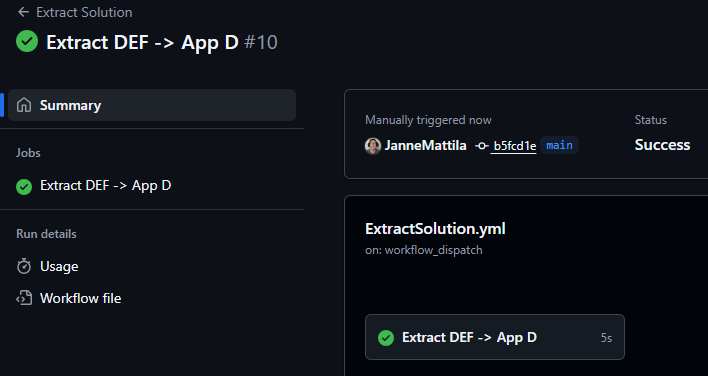 Extract Solution
Extract DEF -> App D #10
Summary
Jobs
Extract DEF -> App D
Run details
Usage
Workflow file
Manually triggered now
JanneMattila b5fcd1e main
Status
Success
ExtractSolution.yml
on: workflow_dispatch
Extract DEF -> App D 5s